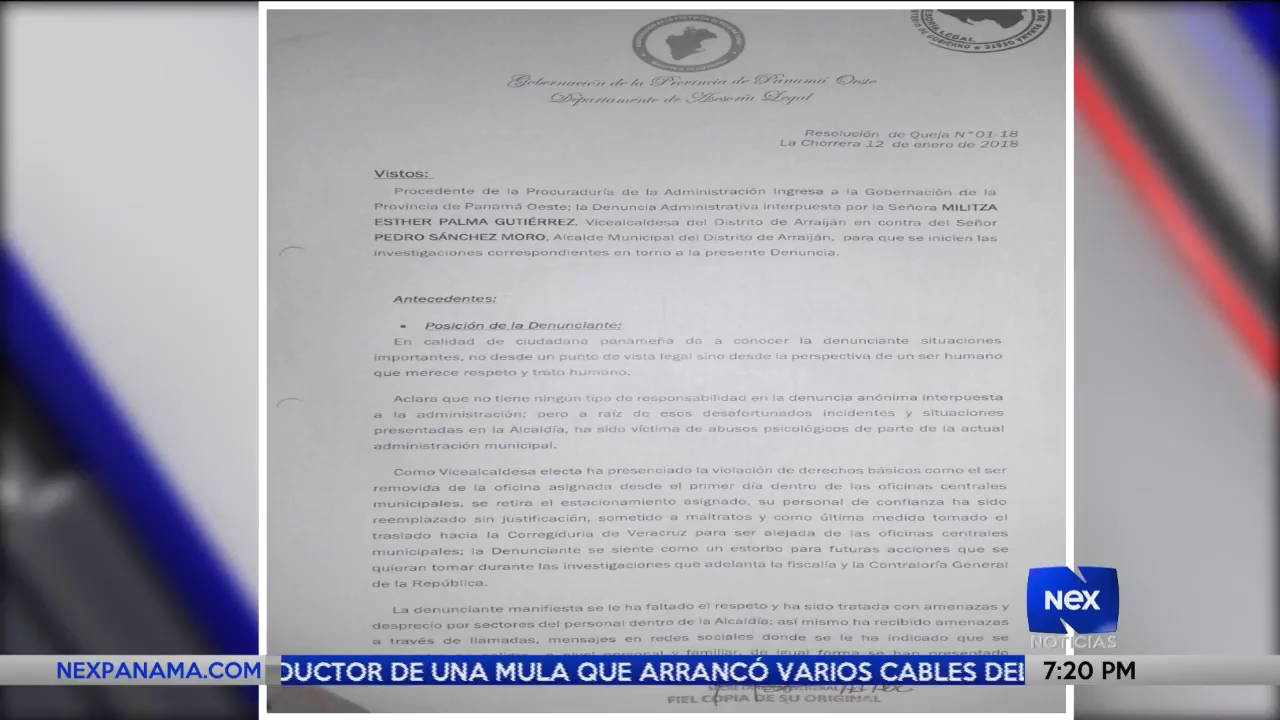 Gobernación de la Provincia de Panamá Oeste
Departamento de Asesoría Legal
Resolución de Queja N°01-18
La Chorrera 12 de enero de 2018
Vistos:
Procedente de la Procuraduría de la Administración Ingresa a la Gobernación de la
Provincia de Panamá Oeste; la Denuncia Administrativa interpuesta por la Señora MILITZA
ESTHER PALMA GUTIÉRREZ, Vicealcaldesa del Distrito de Arraiján en contra del Señor
PEDRO SÁNCHEZ MORO, Alcalde Municipal del Distrito de Arraiján, para que se inicien las
investigaciones correspondientes en torno a la presente Denuncia.
Antecedentes:
• Posición de la Denunciante:
En calidad de ciudadana panameña da a conocer la denunciante situaciones
importantes, no desde un punto de vista legal sino desde la perspectiva de un ser humano
que merece respeto y trato humano.
Aclara que no tiene ningún tipo de responsabilidad en la denuncia anónima interpuesta
a la administración; pero a raíz de esos desafortunados incidentes y situaciones
presentadas en la Alcaldía, ha sido víctima de abusos psicológicos de parte de la actual
administración municipal.
Como Vicealcaldesa electa ha presenciado la violación de derechos básicos como el ser
removida de la oficina asignada desde el primer día dentro de las oficinas centrales
municipales, se retira el estacionamiento asignado, su personal de confianza ha sido
reemplazado sin justificación, sometido a maltratos y como última medida tomado el
traslado hacia la Corregiduría de Veracruz para ser alejada de las oficinas centrales
municipales; la Denunciante se siente como un estorbo para futuras acciones que se
quieran tomar durante las investigaciones que adelanta la fiscalía y la Contraloría General
de la República.
La denunciante manifiesta se le ha faltado el respeto y ha sido tratada con amenazas y
desprecio por sectores del personal dentro de la Alcaldía; así mismo ha recibido amenazas
a través de llamadas, mensajes en redes sociales donde se le ha indicado que se
a nivel personal y familiar, de igual forma se han presentado
nex
NOTICIAS
NEXPANAMA.COM
DUCTOR DE UNA MULA QUE ARRANCÓ VARIOS CABLES DEL
7:20 PM
FIEL COPIA DE SU ORIGINAL